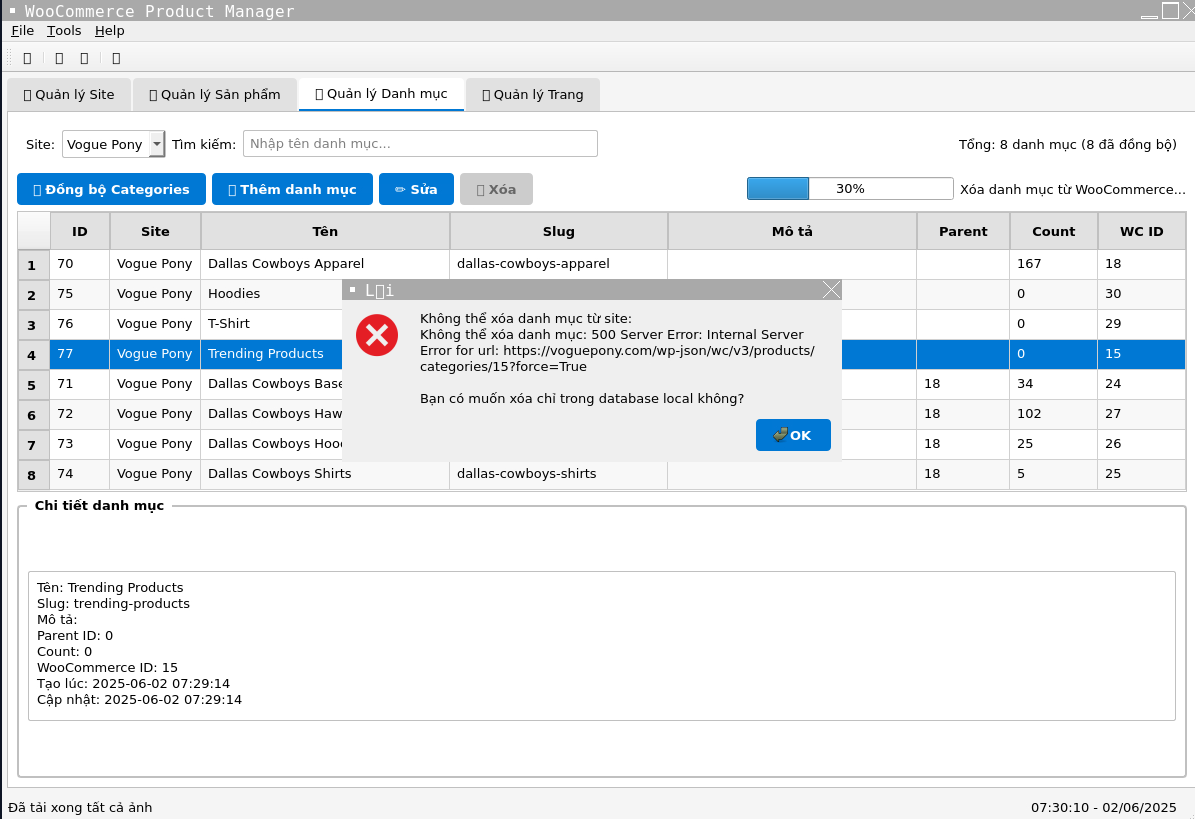 WooCommerce Product Manager
File Tools Help
Quản lý Site Quản lý Sản phẩm Quản lý Danh mục Quản lý Trang
Site: Vogue Pony Tìm kiếm: Nhập tên danh mục... Tổng: 8 danh mục (8 đã đồng bộ)
Đồng bộ Categories Thêm danh mục ✏ Sửa Xóa 30% Xóa danh mục từ WooCommerce...
ID Site Tên Slug Mô tả Parent Count WC ID
1 70 Vogue Pony Dallas Cowboys Apparel dallas-cowboys-apparel 167 18
2 75 Vogue Pony Hoodies 0 30
3 76 Vogue Pony T-Shirt 0 29
4 77 Vogue Pony Trending Products 0 15
5 71 Vogue Pony Dallas Cowboys Base 18 34 24
6 72 Vogue Pony Dallas Cowboys Haw 18 102 27
7 73 Vogue Pony Dallas Cowboys Hoo 18 25 26
8 74 Vogue Pony Dallas Cowboys Shirts dallas-cowboys-shirts 18 5 25
L▯i
Không thể xóa danh mục từ site:
Không thể xóa danh mục: 500 Server Error: Internal Server
Error for url: https://voguepony.com/wp-json/wc/v3/products/
categories/15?force=True
Bạn có muốn xóa chỉ trong database local không?
OK
Chi tiết danh mục
Tên: Trending Products
Slug: trending-products
Mô tả:
Parent ID: 0
Count: 0
WooCommerce ID: 15
Tạo lúc: 2025-06-02 07:29:14
Cập nhật: 2025-06-02 07:29:14
Đã tải xong tất cả ảnh 07:30:10 - 02/06/2025